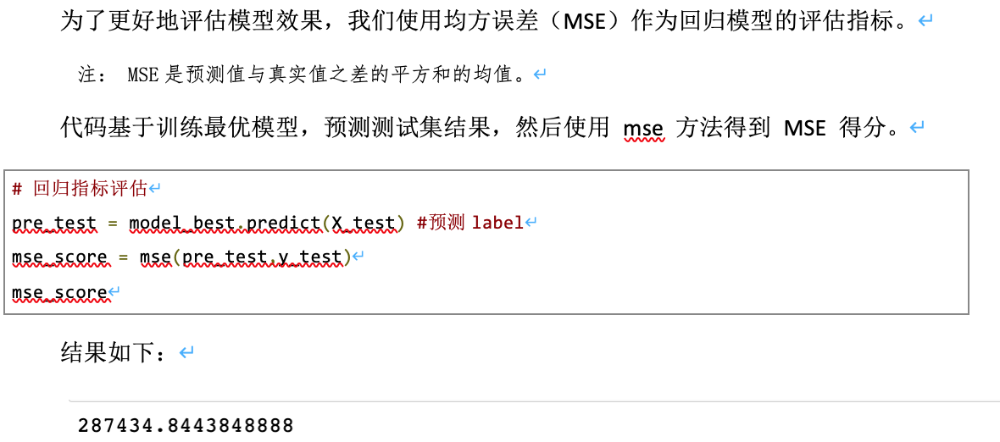 为了更好地评估模型效果，我们使用均方误差（MSE）作为回归模型的评估指标。
注： MSE 是预测值与真实值之差的平方和的均值。
代码基于训练最优模型，预测测试集结果，然后使用 mse 方法得到 MSE 得分。
# 回归指标评估
pre_test = model_best.predict(X_test) #预测 label
mse_score = mse(pre_test,y_test)
mse_score
结果如下：
287434.8443848888